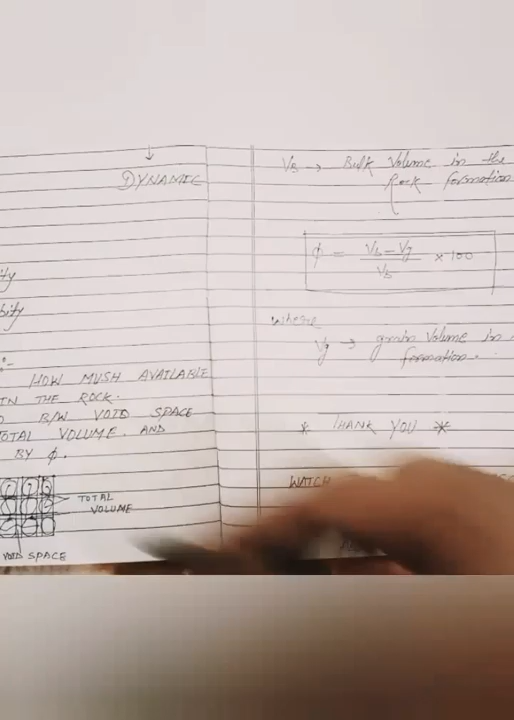 DYNAMIC
HOW MUSH AVAILABLE
IN THE ROCK.
B/W VOID SPACE
TOTAL VOLUME. AND
BY ϕ.
TOTAL
VOLUME
VOID SPACE
VB → Bulk Volume in the
Rock formation
ϕ = Vb - Vg / Vb × 100
where
Vg → grain Volume in
formation.
* THANK YOU *
WATCH